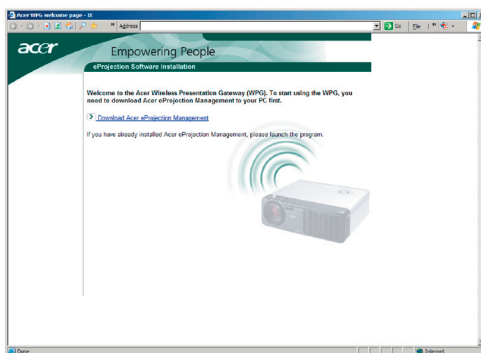 Acer WPG welcome page - It
Address
Go
File
acer
Empowering People
eProjection Software Installation
Welcome to the Acer Wireless Presentation Gateway (WPG). To start using the WPG, you
need to download Acer eProjection Management to your PC first.
Download Acer eProjection Management
If you have already installed Acer eProjection Management, please launch the program.
Done
Internet